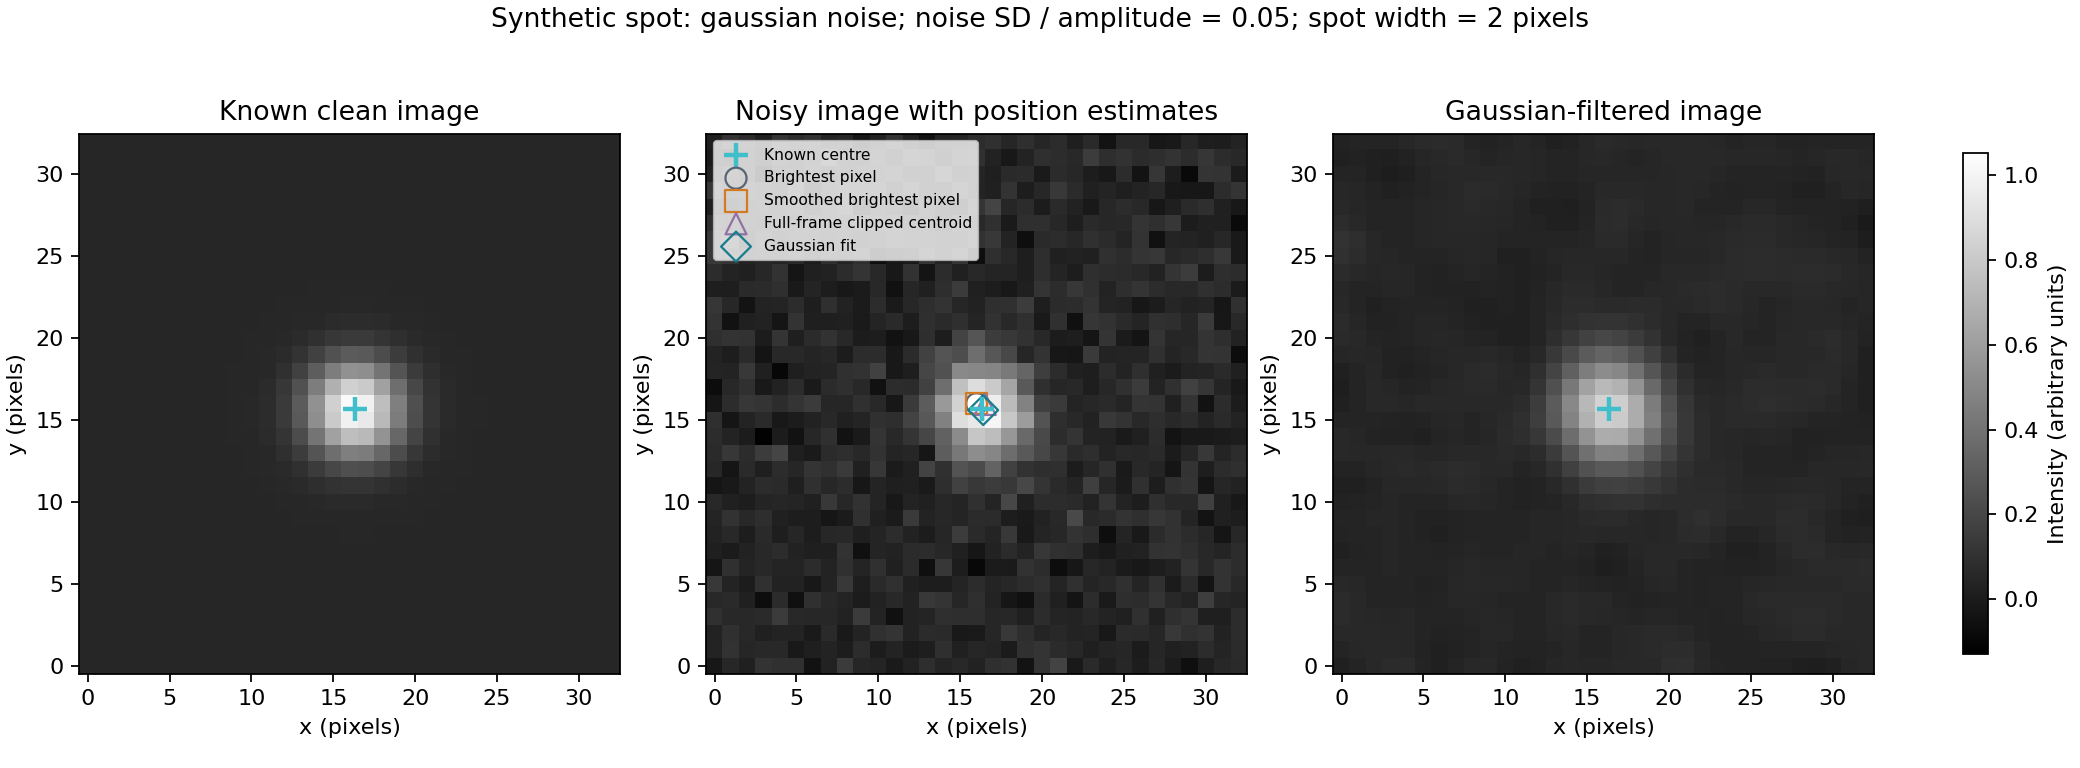 Synthetic spot: gaussian noise; noise SD / amplitude = 0.05; spot width = 2 pixels
Known clean image
30
25
20
15
10
5
0
y (pixels)
0 5 10 15 20 25 30
x (pixels)
Noisy image with position estimates
Known centre
Brightest pixel
Smoothed brightest pixel
Full-frame clipped centroid
Gaussian fit
30
25
20
15
10
5
0
y (pixels)
0 5 10 15 20 25 30
x (pixels)
Gaussian-filtered image
30
25
20
15
10
5
0
y (pixels)
0 5 10 15 20 25 30
x (pixels)
1.0
0.8
0.6
0.4
0.2
0.0
Intensity (arbitrary units)